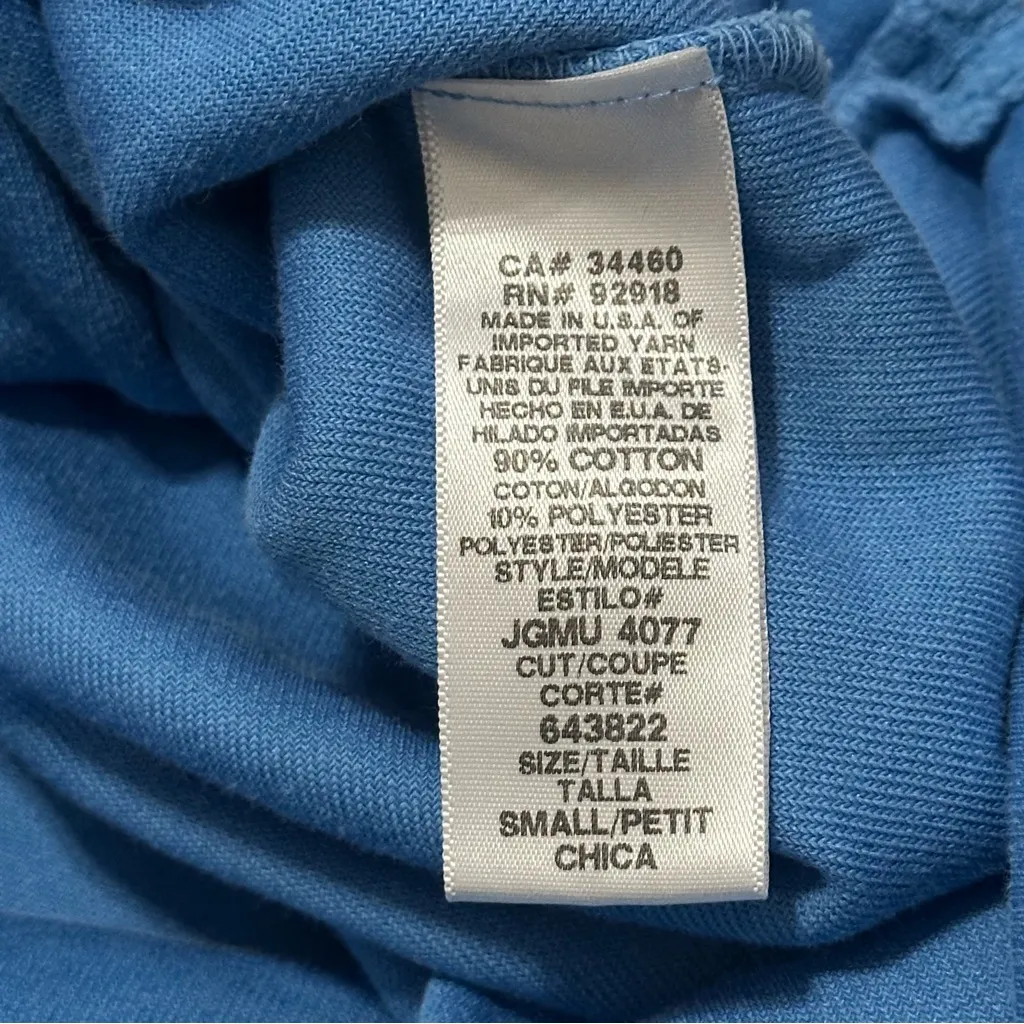 CA# 34460
RN# 92918
MADE IN U.S.A. OF
IMPORTED YARN
FABRIQUE AUX ETATS-
UNIS DU FILE IMPORTE
HECHO EN E.U.A. DE
HILADO IMPORTADAS
90% COTTON
COTON/ALGODON
10% POLYESTER
POLYESTER/POLIESTER
STYLE/MODELE
ESTILO#
JGMU 4077
CUT/COUPE
CORTE#
643822
SIZE/TAILLE
TALLA
SMALL/PETIT
CHICA